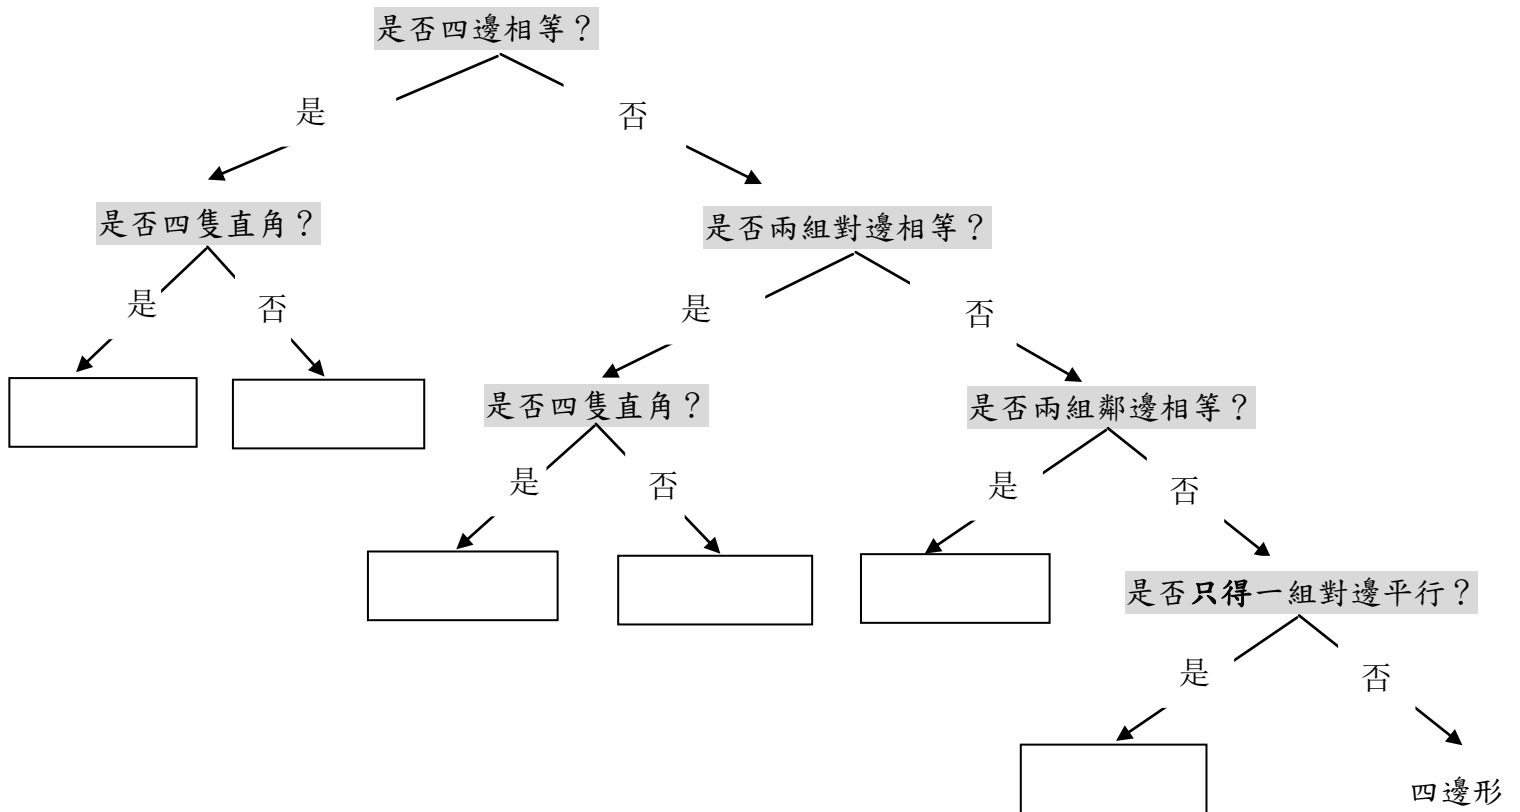 是否四邊相等？
是
否
是否四隻直角？
是否兩組對邊相等？
是
否
是
否
是否四隻直角？
是否兩組鄰邊相等？
是
否
是
否
是否只得一組對邊平行？
是
否
四邊形